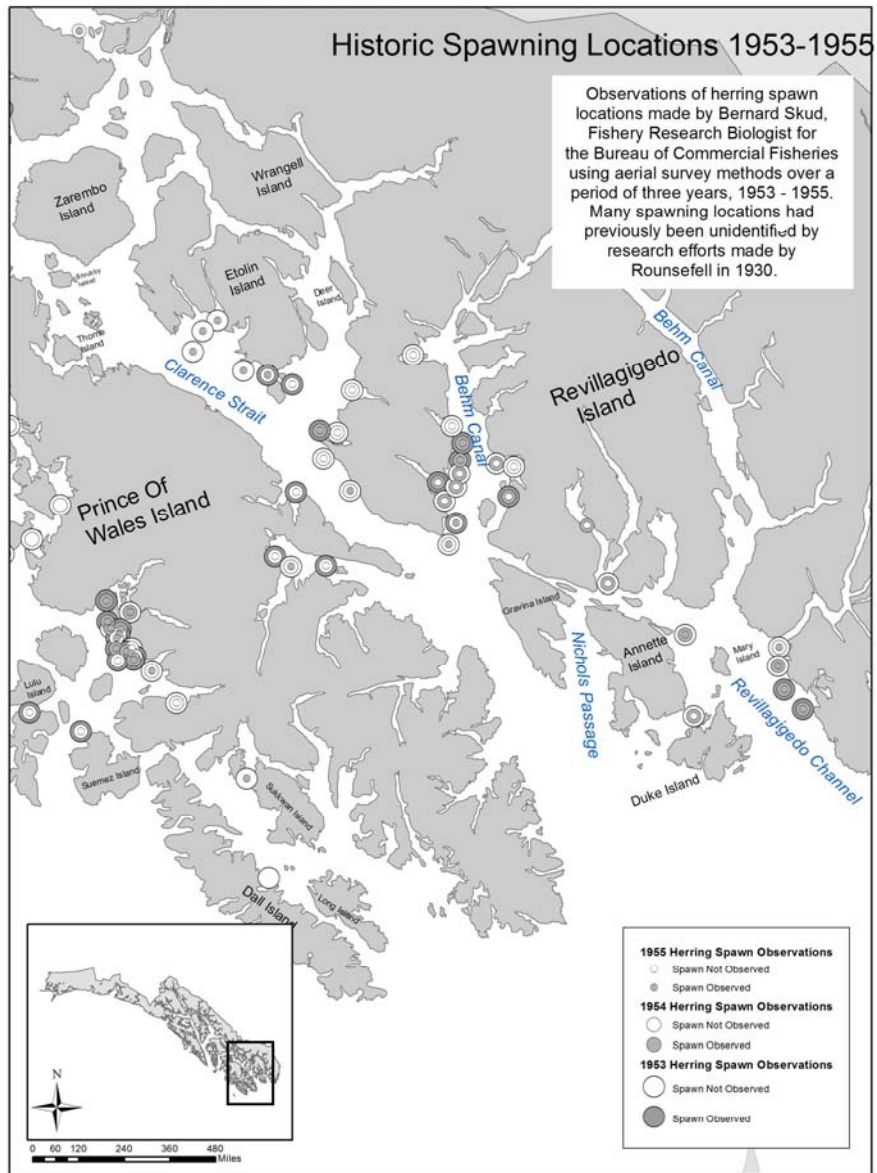 Historic Spawning Locations 1953-1955
Observations of herring spawn
locations made by Bernard Skud,
Fishery Research Biologist for
the Bureau of Commercial Fisheries
using aerial survey methods over a
period of three years, 1953 - 1955.
Many spawning locations had
previously been unidentified by
research efforts made by
Rounsefell in 1930.
Zarembo
Island
Wrangell
Island
Etolin
Island
Deer
Island
Shrubby
Island
Thorne
Island
Clarence Strait
Behm Canal
Behm Canal
Revillagigedo
Island
Prince Of
Wales Island
Gravina Island
Nichols Passage
Annette
Island
Mary
Island
Revillagigedo Channel
Duke Island
Lulu
Island
Suemez Island
Sukkwan Island
Dall Island
Long Island
1955 Herring Spawn Observations
Spawn Not Observed
Spawn Observed
1954 Herring Spawn Observations
Spawn Not Observed
Spawn Observed
1953 Herring Spawn Observations
Spawn Not Observed
Spawn Observed
N
0 60 120 240 360 480
Miles